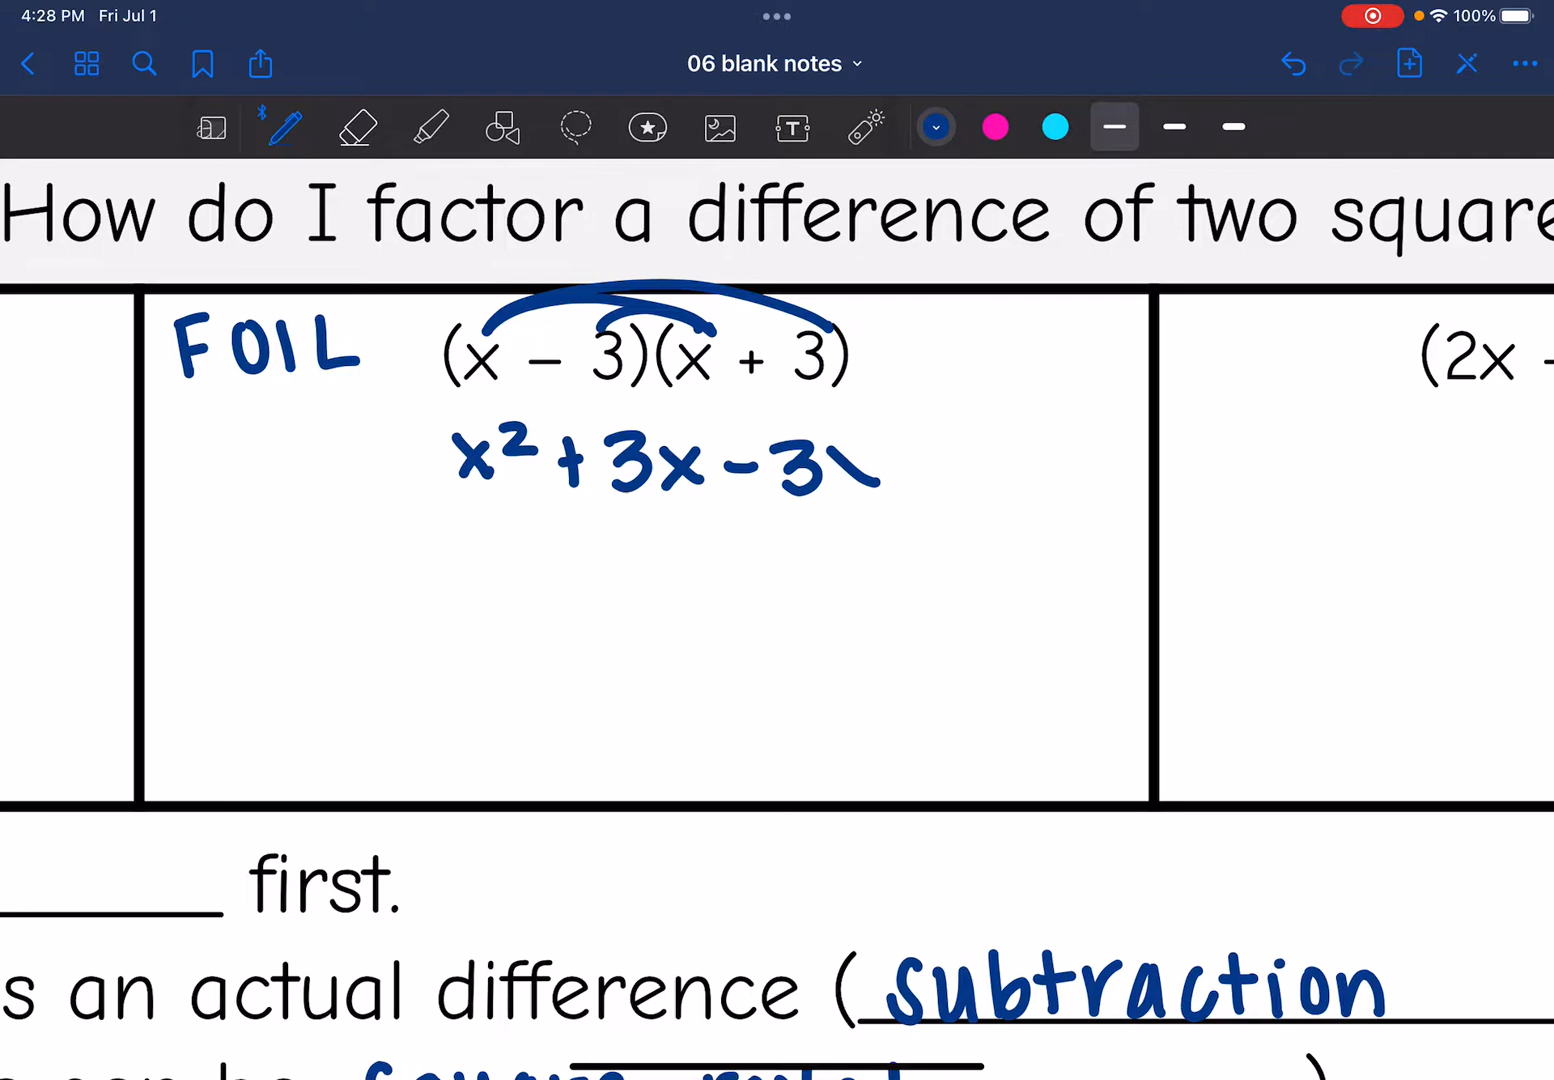 4:28 PM Fri Jul 1
100%
06 blank notes
How do I factor a difference of two square
FOIL (x - 3)(x + 3)
(2x -
x² + 3x - 3
first.
s an actual difference (subtraction